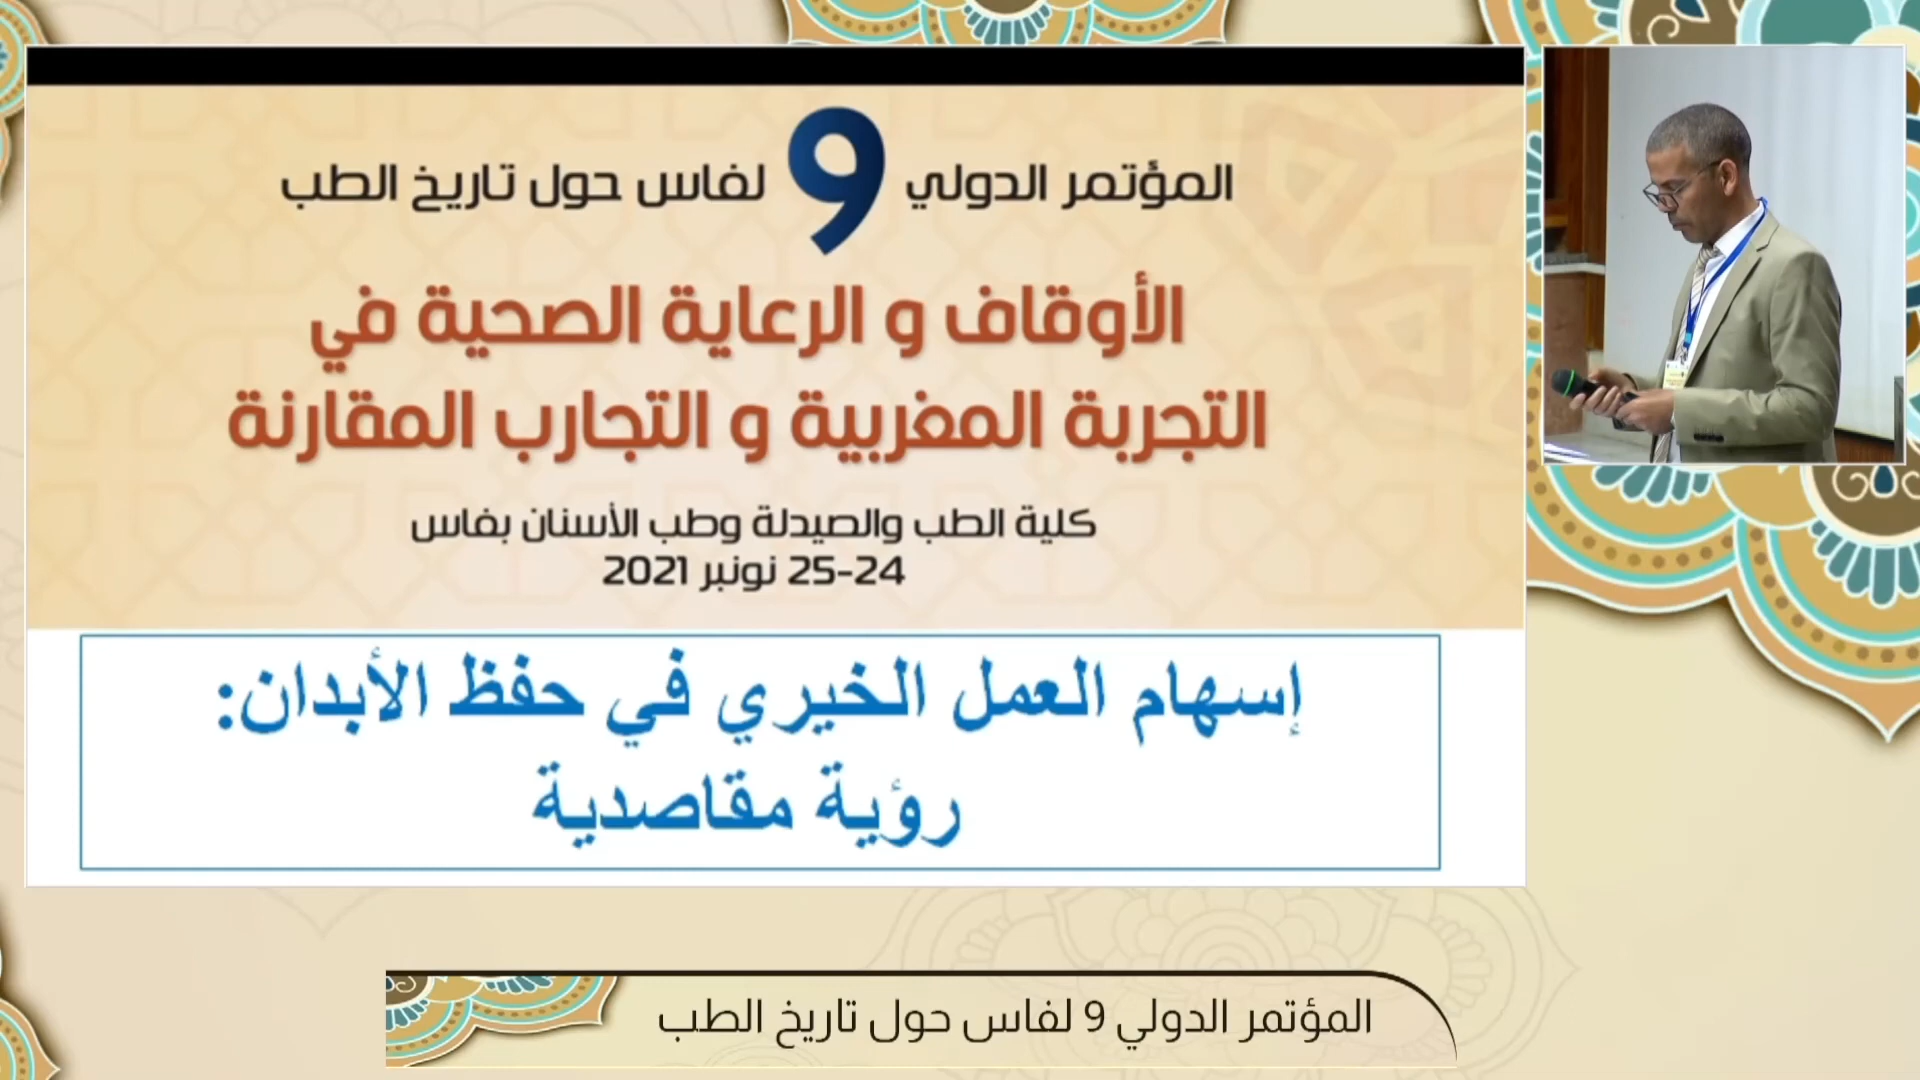 المؤتمر الدولي 9 لفاس حول تاريخ الطب
الأوقاف و الرعاية الصحية في
التجربة المغربية و التجارب المقارنة
كلية الطب والصيدلة وطب الأسنان بفاس
24-25 نونبر 2021
إسهام العمل الخيري في حفظ الأبدان:
رؤية مقاصدية
المؤتمر الدولي 9 لفاس حول تاريخ الطب